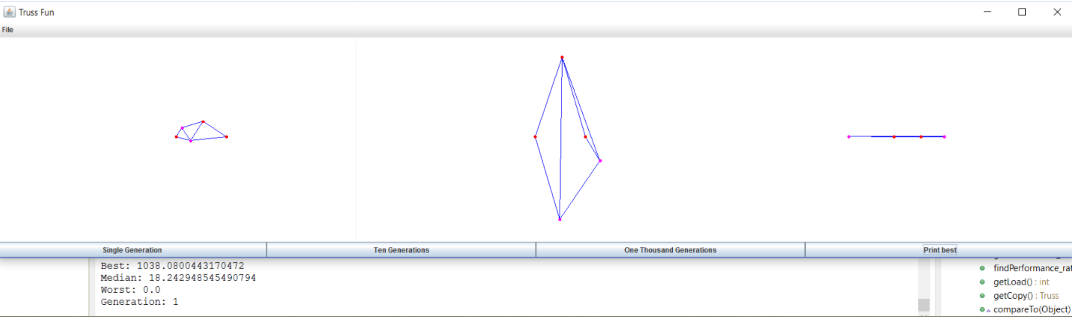 Truss Fun
File
Single Generation
Ten Generations
One Thousand Generations
Print best
Best: 1038.0800443170472
Median: 18.242948545490794
Worst: 0.0
Generation: 1
findPerformance_rat
getLoad() : int
getCopy() : Truss
compareTo(Object)